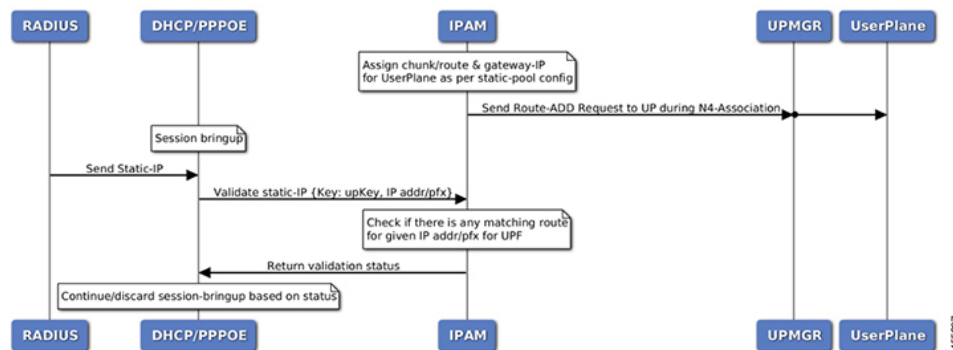 RADIUS
DHCP/PPPOE
IPAM
UPMGR
UserPlane
Assign chunk/route & gateway-IP
for UserPlane as per static-pool config
Send Route-ADD Request to UP during N4-Association
Session bringup
Send Static-IP
Validate static-IP {Key: upKey, IP addr/pfx}
Check if there is any matching route
for given IP addr/pfx for UPF
Return validation status
Continue/discard session-bringup based on status
RADIUS
DHCP/PPPOE
IPAM
UPMGR
UserPlane